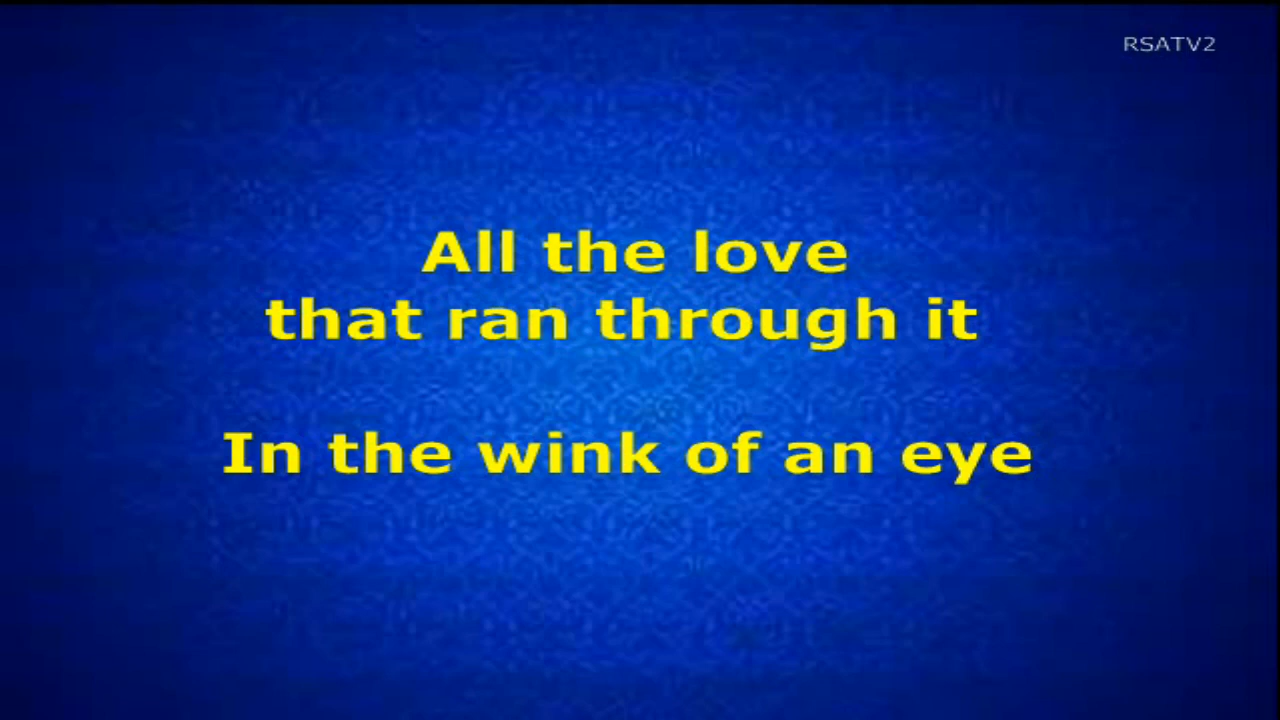 RSATV2
All the love
that ran through it
In the wink of an eye